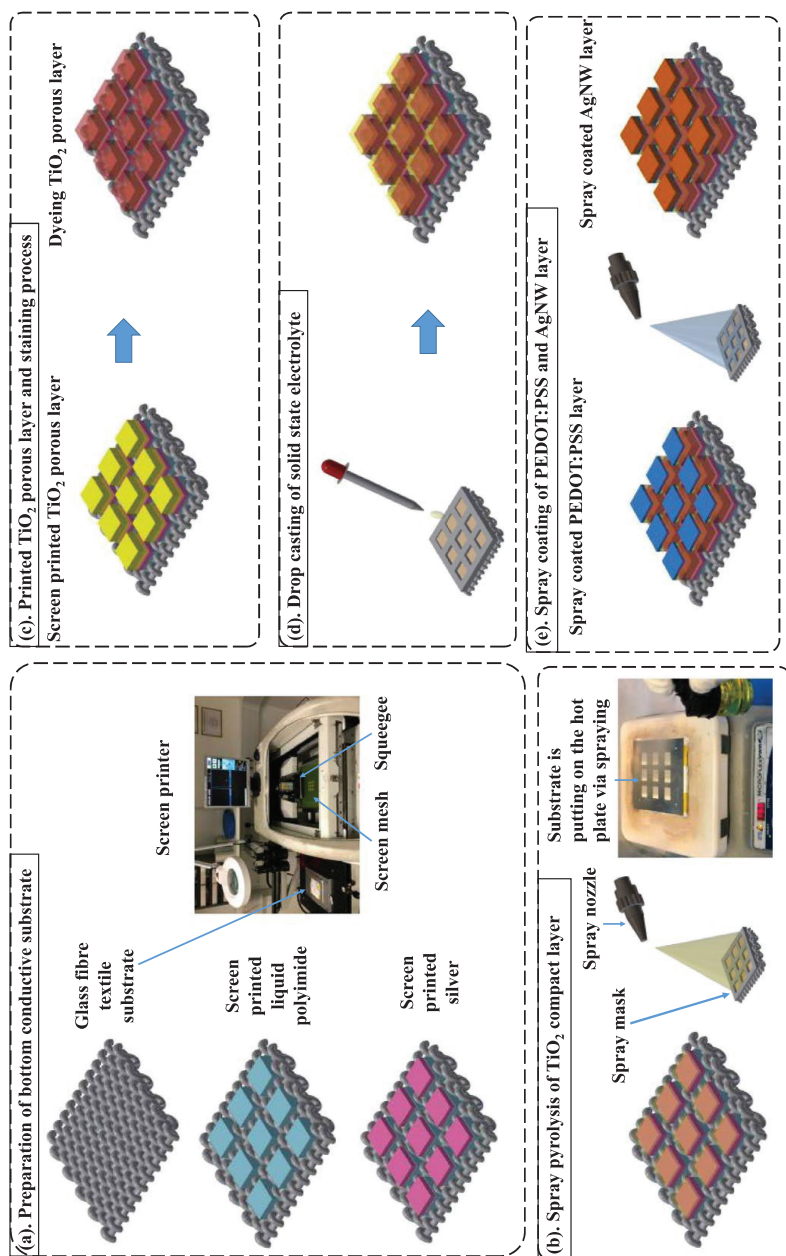 (a). Preparation of bottom conductive substrate
Glass fibre
textile
substrate
Screen printer
Screen
printed
liquid
polyimide
Screen mesh
Squeegee
Screen
printed
silver
(b). Spray pyrolysis of TiO₂ compact layer
Spray mask
Spray nozzle
Substrate is
putting on the hot
plate via spraying
(c). Printed TiO₂ porous layer and staining process
Screen printed TiO₂ porous layer
Dyeing TiO₂ porous layer
(d). Drop casting of solid state electrolyte
(e). Spray coating of PEDOT:PSS and AgNW layer
Spray coated PEDOT:PSS layer
Spray coated AgNW layer